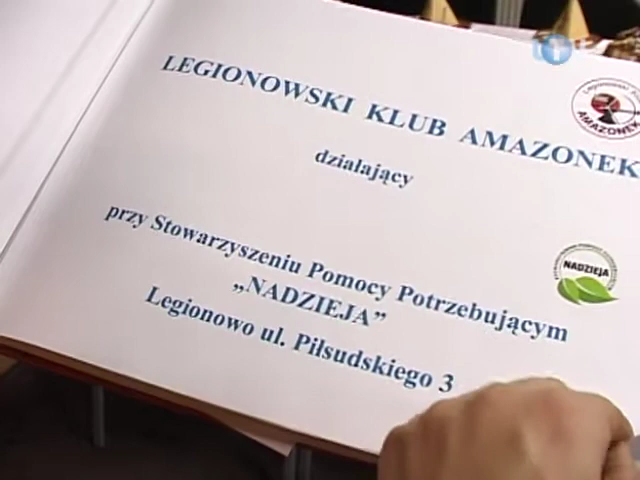 LEGIONOWSKI KLUB AMAZONEK
działający
przy Stowarzyszeniu Pomocy Potrzebującym
„NADZIEJA”
Legionowo ul. Piłsudskiego 3
AMAZONEK
NADZIEJA